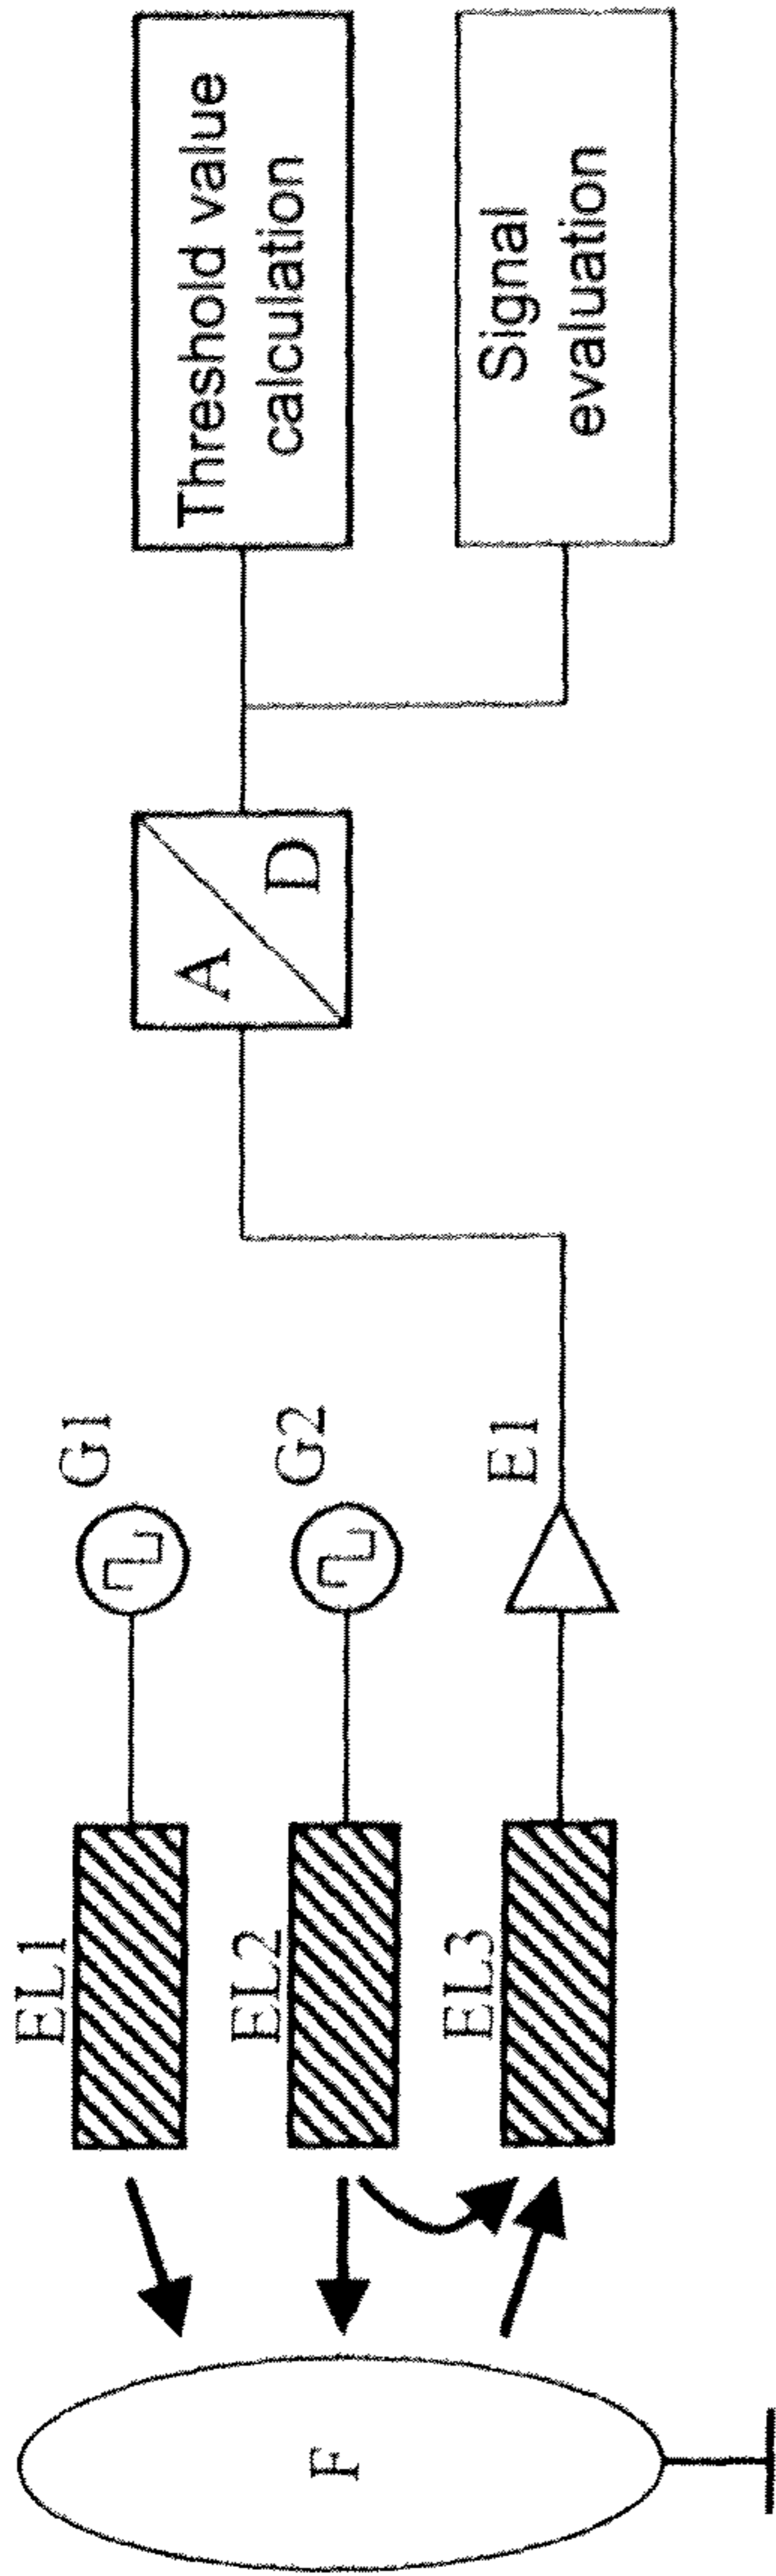 F
EL1
EL2
EL3
G1
G2
E1
A
D
Threshold value
calculation
Signal
evaluation